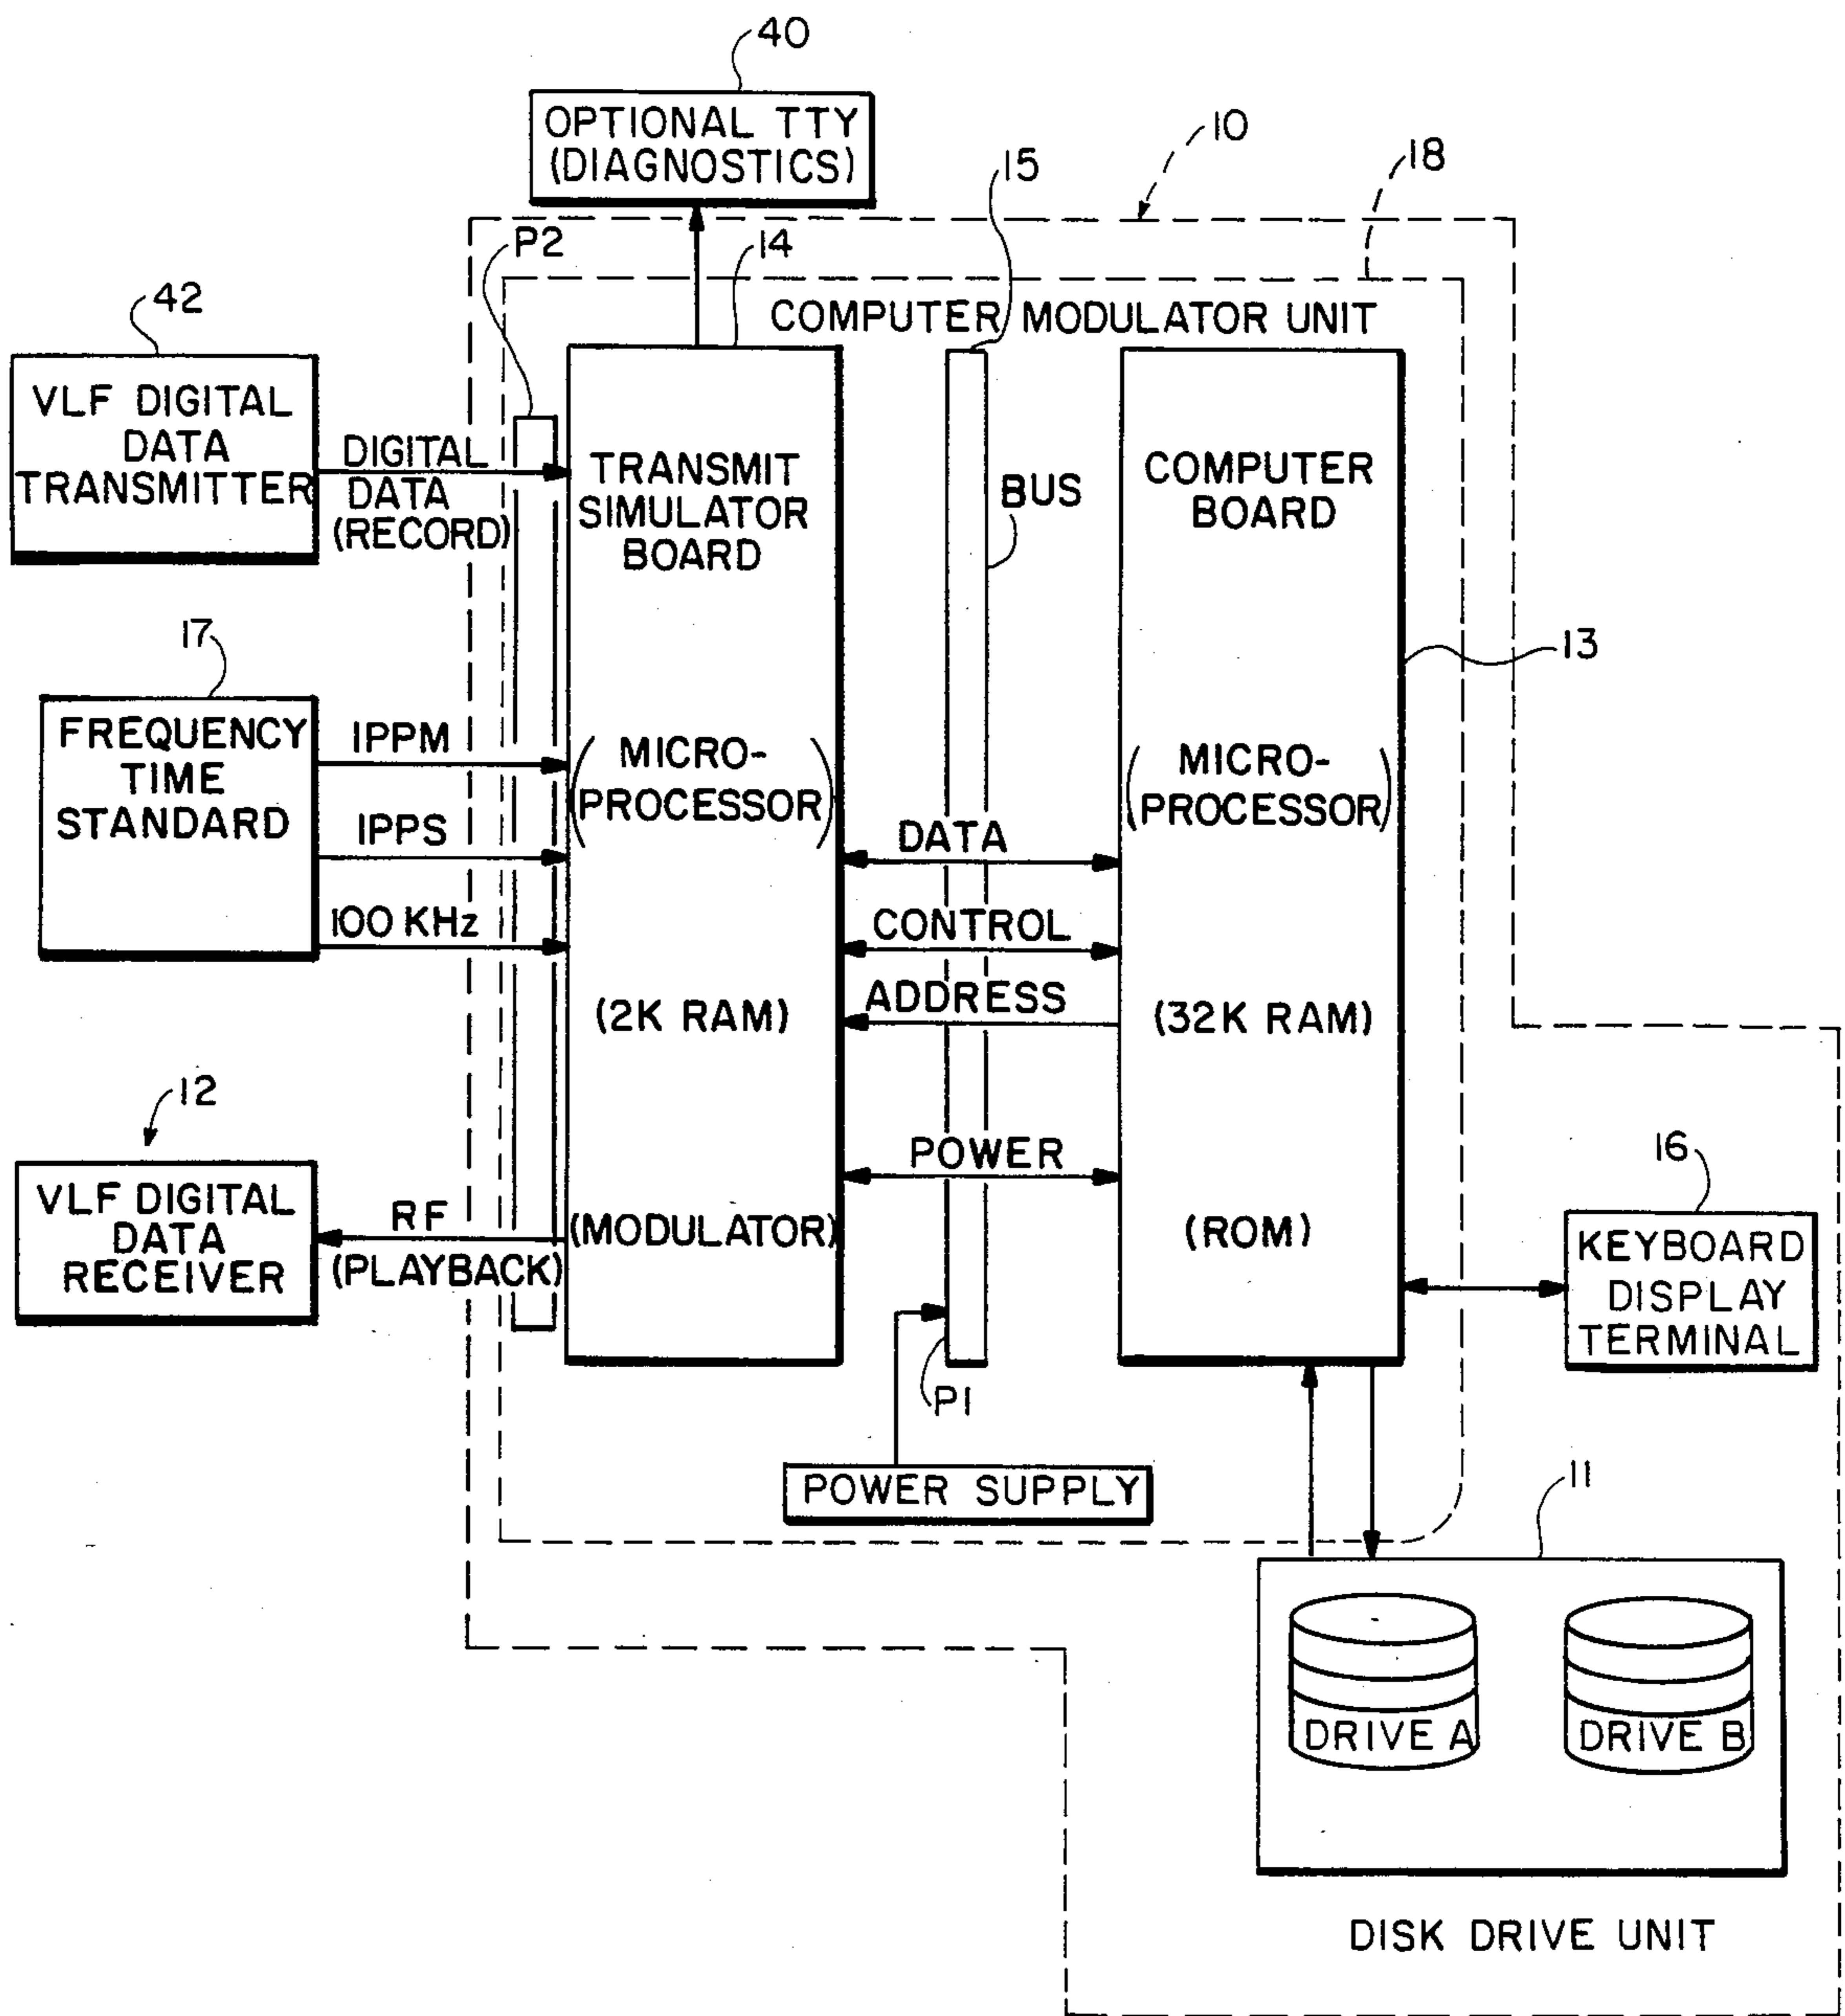 40
OPTIONAL TTY
(DIAGNOSTICS)
10
15
18
P2
14
COMPUTER MODULATOR UNIT
42
VLF DIGITAL
DATA
TRANSMITTER
DIGITAL
DATA
(RECORD)
TRANSMIT
SIMULATOR
BOARD
BUS
COMPUTER
BOARD
13
17
FREQUENCY
TIME
STANDARD
1PPM
1PPS
100 KHz
(MICRO-
PROCESSOR)
(MICRO-
PROCESSOR)
DATA
CONTROL
ADDRESS
(2K RAM)
(32K RAM)
12
VLF DIGITAL
DATA
RECEIVER
RF
(PLAYBACK)
(MODULATOR)
POWER
(ROM)
16
KEYBOARD
DISPLAY
TERMINAL
P1
POWER SUPPLY
11
DRIVE A
DRIVE B
DISK DRIVE UNIT